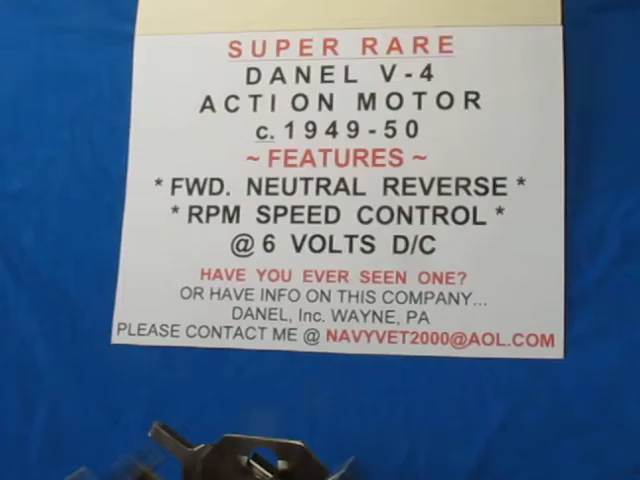 SUPER RARE
DANEL V-4
ACTION MOTOR
c. 1949-50
~ FEATURES ~
* FWD. NEUTRAL REVERSE *
* RPM SPEED CONTROL *
@ 6 VOLTS D/C
HAVE YOU EVER SEEN ONE?
OR HAVE INFO ON THIS COMPANY...
DANEL, Inc. WAYNE, PA
PLEASE CONTACT ME @ NAVYVET2000@AOL.COM